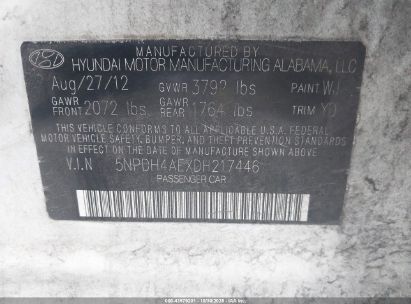 MANUFACTURED BY
HYUNDAI MOTOR MANUFACTURING ALABAMA, LLC
Aug/27/12 GVWR 3792 lbs PAINT WJ
GAWR FRONT 2072 lbs GAWR REAR 1764 lbs TRIM YD
THIS VEHICLE CONFORMS TO ALL APPLICABLE U.S.A. FEDERAL
MOTOR VEHICLE SAFETY, BUMPER, AND THEFT PREVENTION STANDARDS
IN EFFECT ON THE DATE OF MANUFACTURE SHOWN ABOVE.
V.I.N 5NPDH4AEXDH217446
PASSENGER CAR